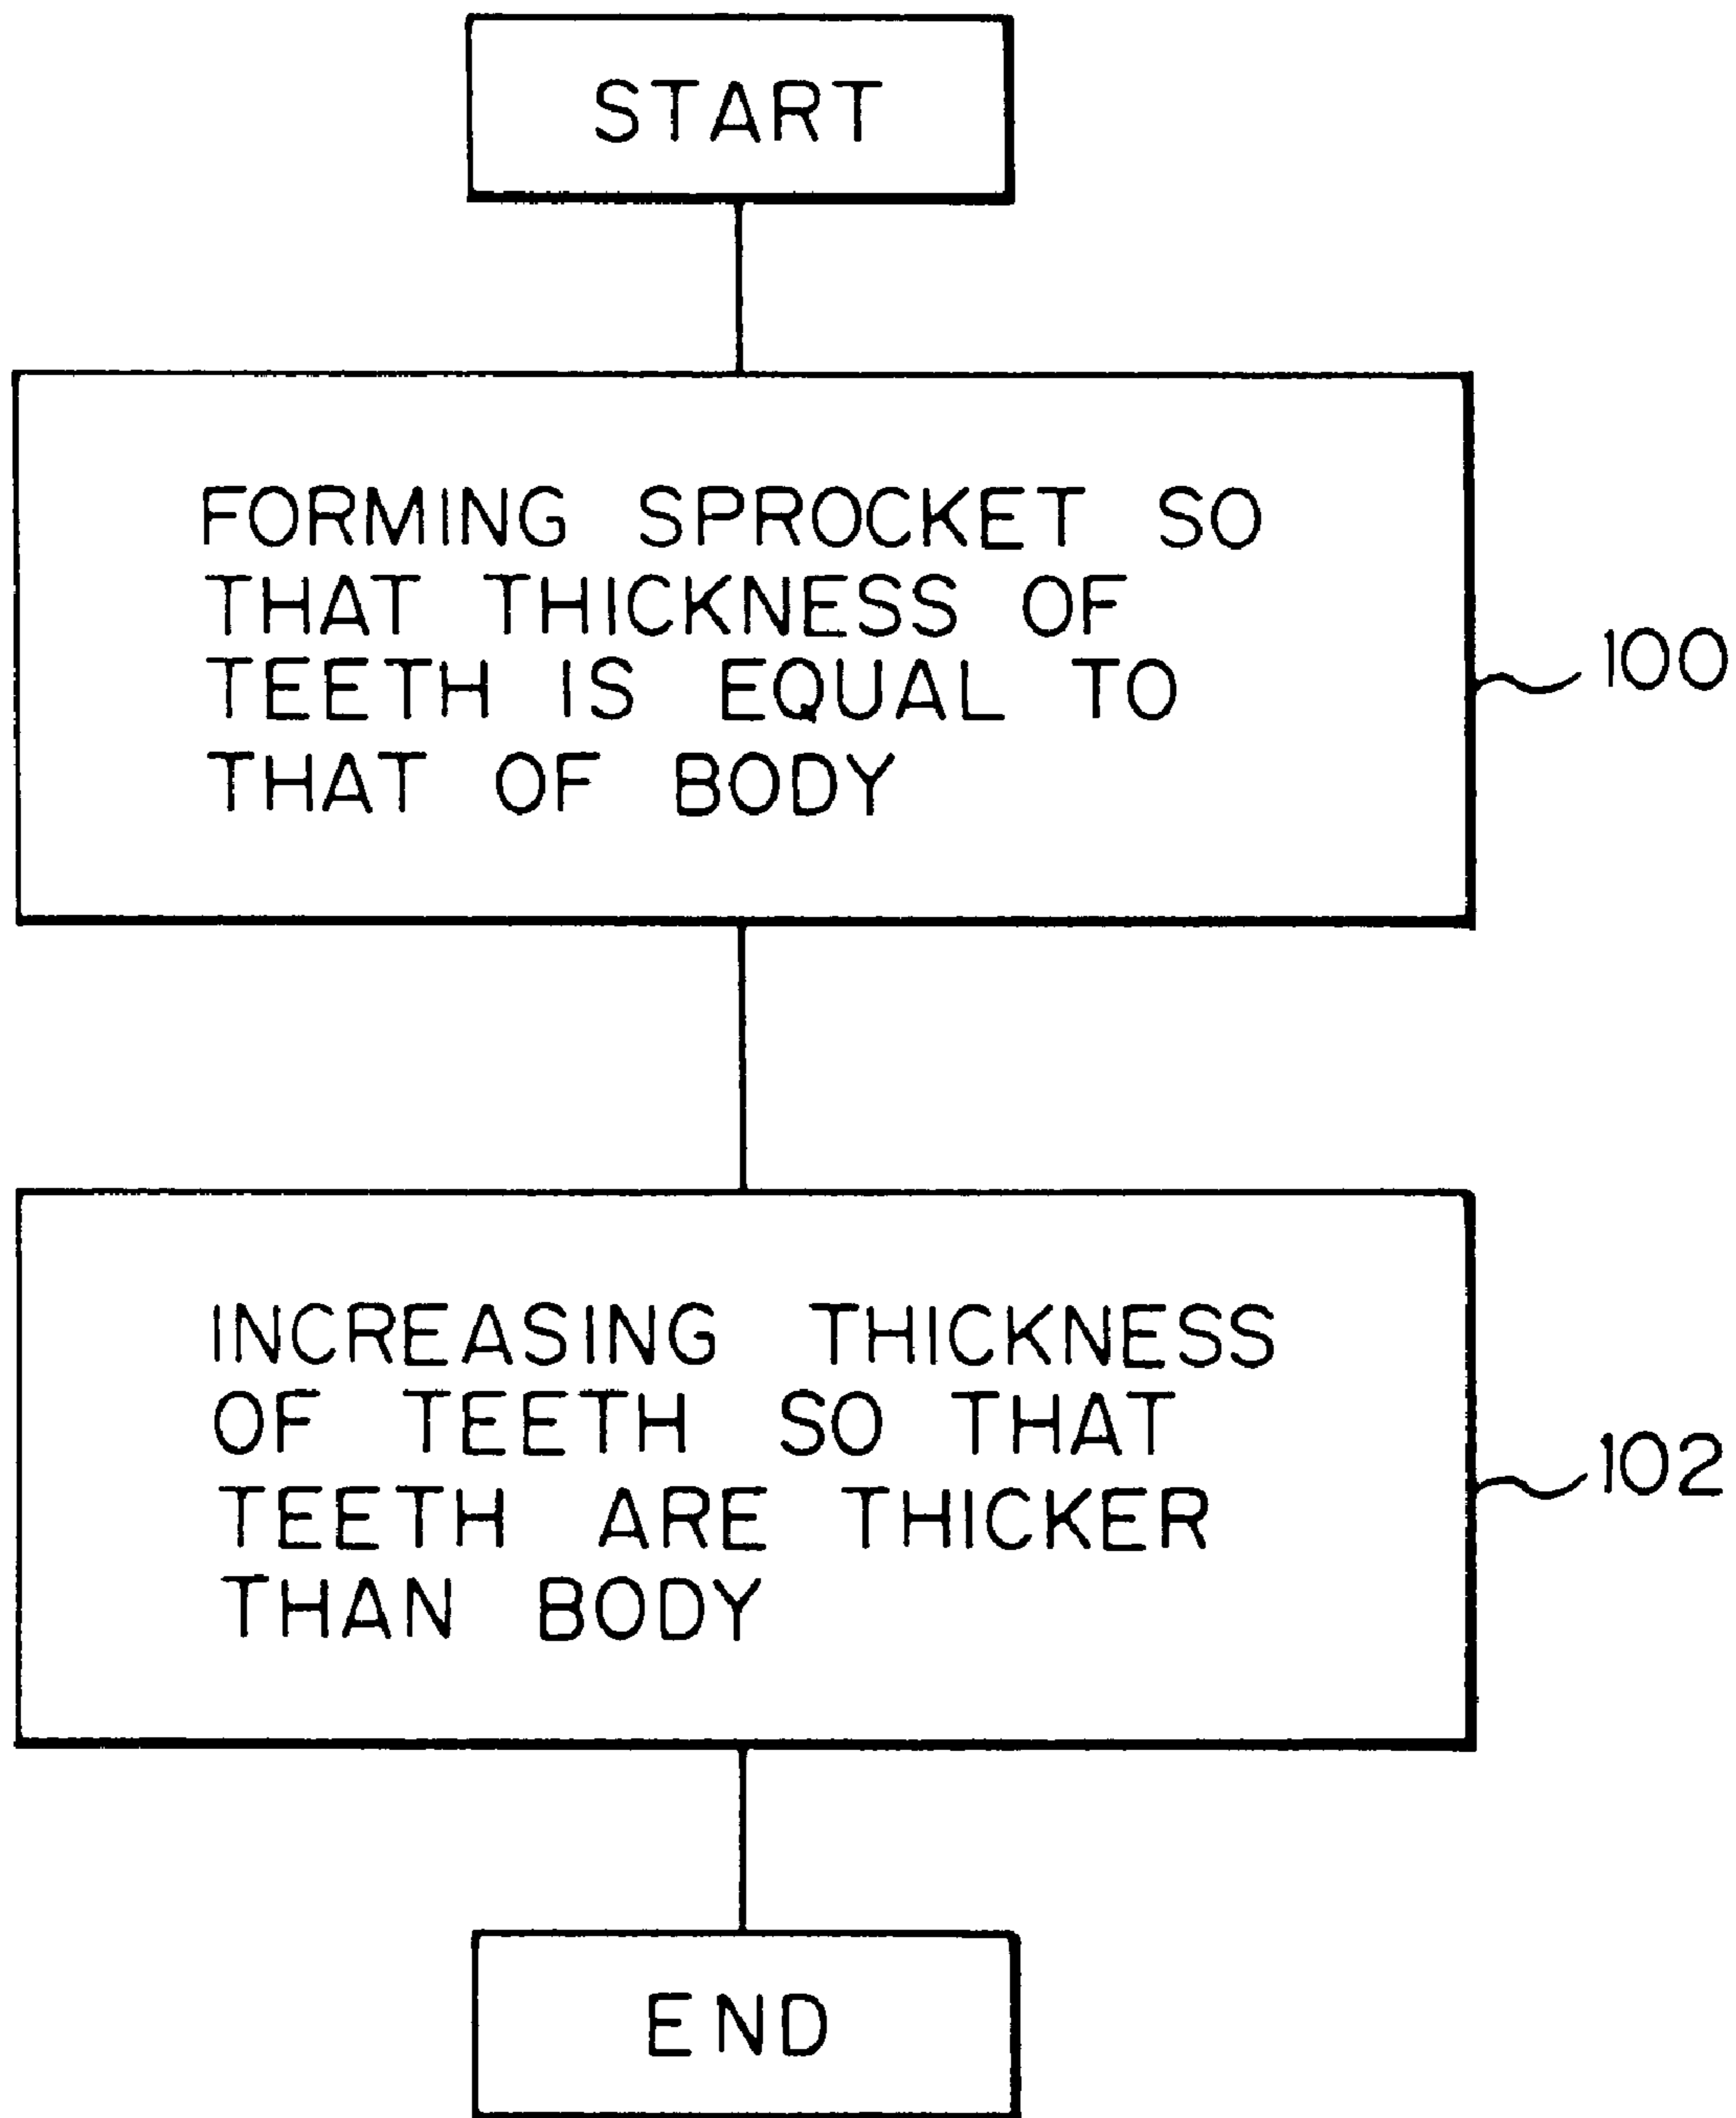 START
FORMING SPROCKET SO
THAT THICKNESS OF
TEETH IS EQUAL TO
THAT OF BODY
100
INCREASING THICKNESS
OF TEETH SO THAT
TEETH ARE THICKER
THAN BODY
102
END